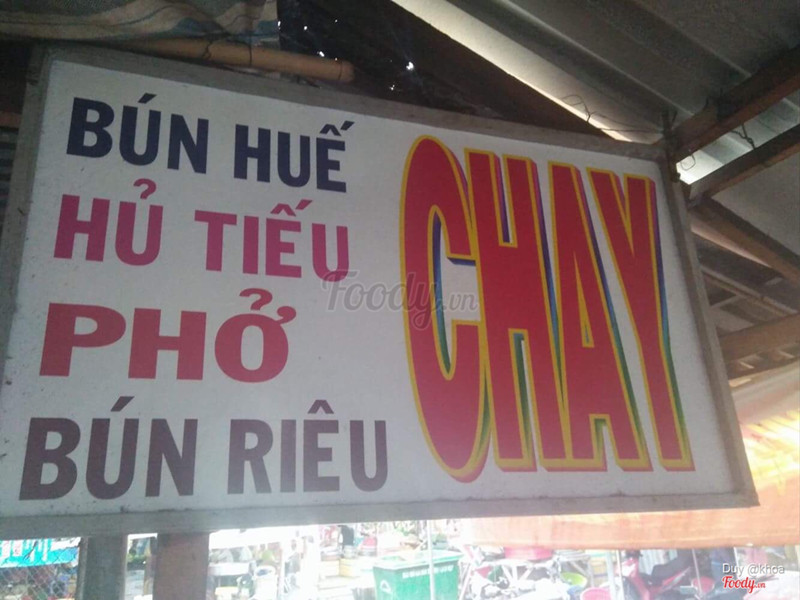 BÚN HUẾ
HỦ TIẾU
PHỞ
BÚN RIÊU
CHAY
Foody.vn
Duy @khoa
Foody.vn